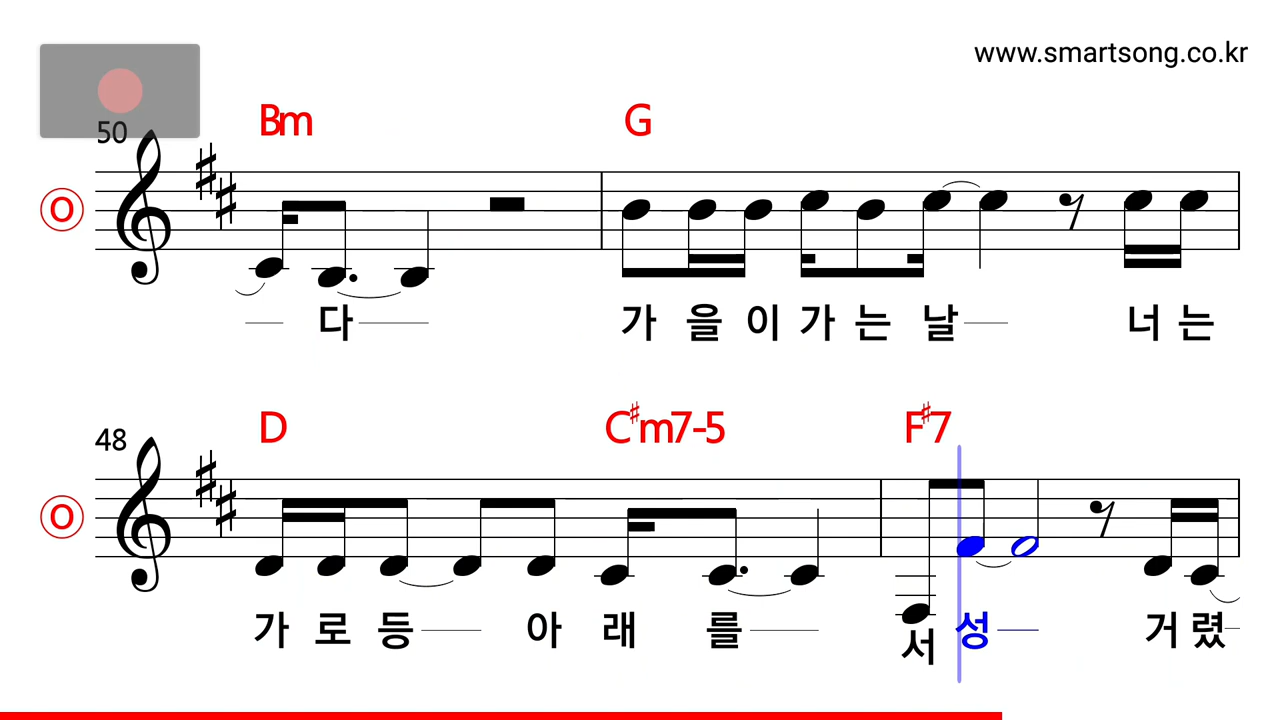 www.smartsong.co.kr
50
Bm G
O
다 가 을 이 가 는 날 너 는
48
D C♯m7-5 F♯7
O
가 로 등 아 래 를 서 성 거 렸